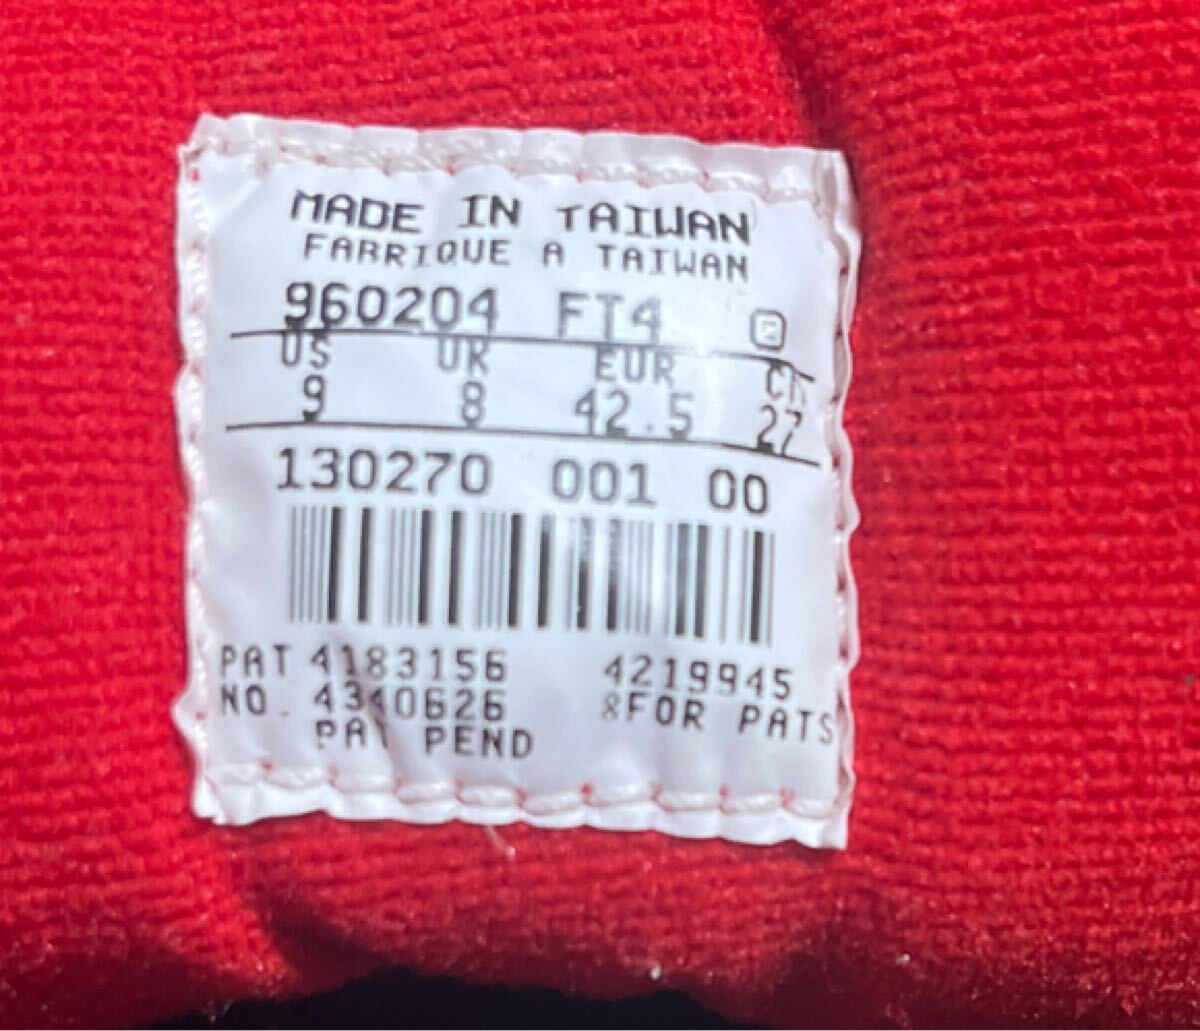 MADE IN TAIWAN
FABRIQUE A TAIWAN
960204 FT4
US UK EUR CM
9 8 42.5 27
130270 001 00
PAT 4183156 4219945
NO. 4340626 &FOR PATS
PAT PEND